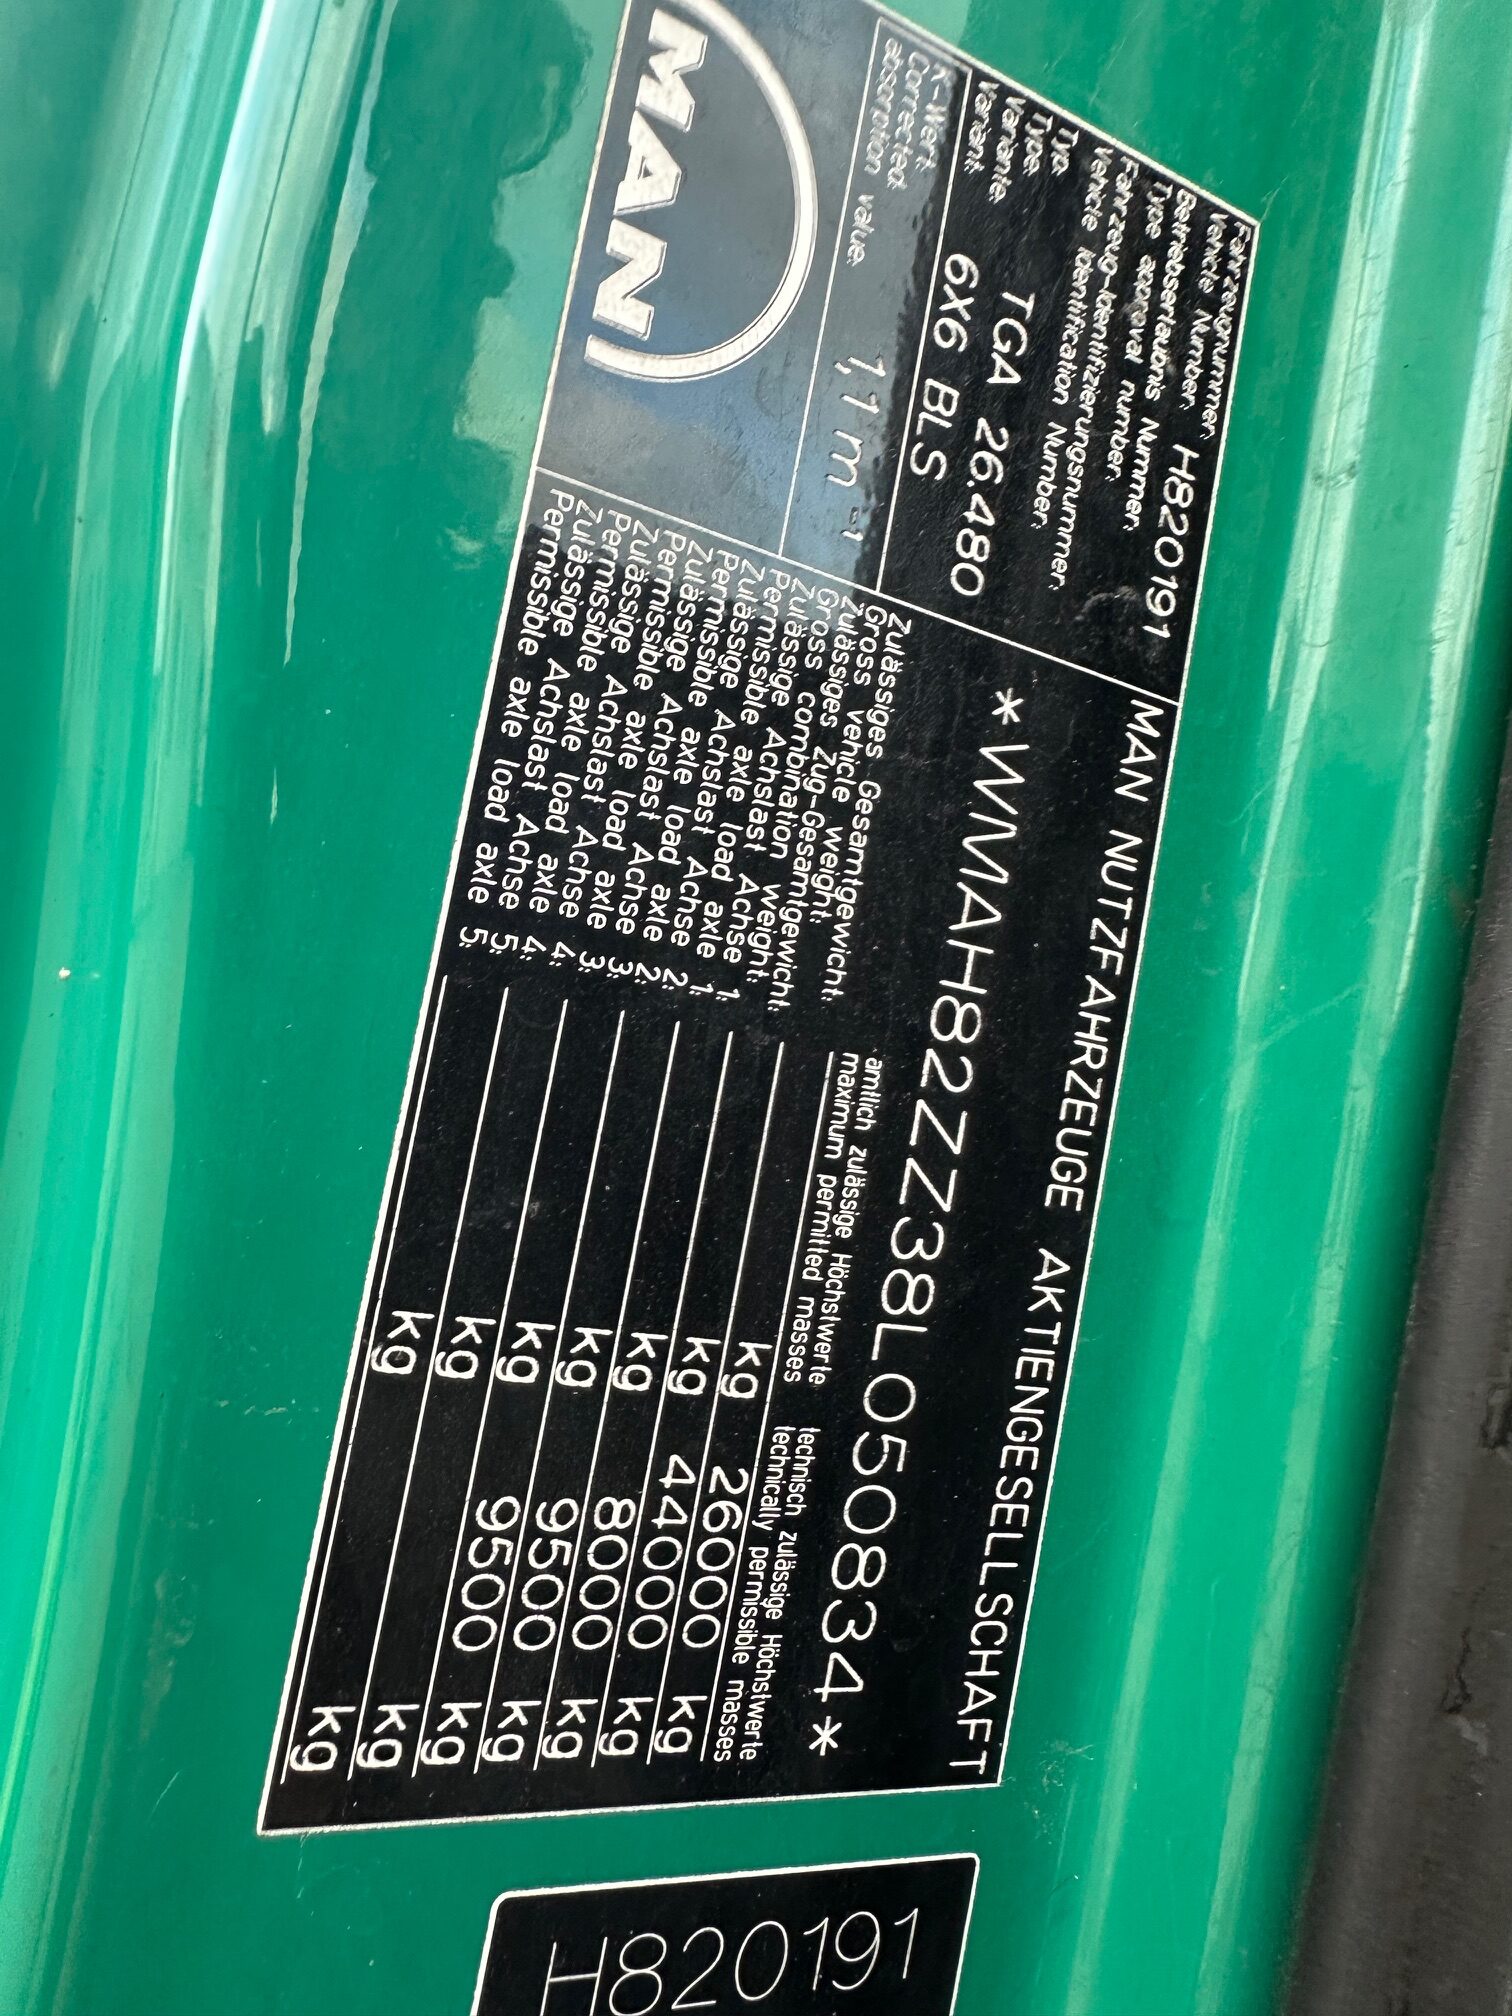 MAN
MAN NUTZFAHRZEUGE AKTIENGESELLSCHAFT
*WMAH82ZZ38L050834*
Fahrzeugnummer:
Vehicle Number: H820191
Betriebserlaubnis Nummer:
Type approval number:
Fahrzeug-Identifizierungsnummer:
Vehicle Identification Number:
Typ
Type TGA 26.480
Variante
Variant: 6X6 BLS
K-Wert:
Corrected
absorption value: 1,1 m -1
amtlich zulässige Höchstwerte
maximum permitted masses
technisch zulässige Höchstwerte
technically permissible masses
Zulässiges Gesamtgewicht:
Gross vehicle weight: kg 26000 kg
Zulässiges Zug-Gesamtgewicht:
Gross combination weight: kg 44000 kg
Zulässige Achslast Achse 1:
Permissible axle load axle 1: kg 8000 kg
Zulässige Achslast Achse 2:
Permissible axle load axle 2: kg 9500 kg
Zulässige Achslast Achse 3:
Permissible axle load axle 3: kg 9500 kg
Zulässige Achslast Achse 4:
Permissible axle load axle 4: kg kg
Zulässige Achslast Achse 5:
Permissible axle load axle 5: kg kg
H820191